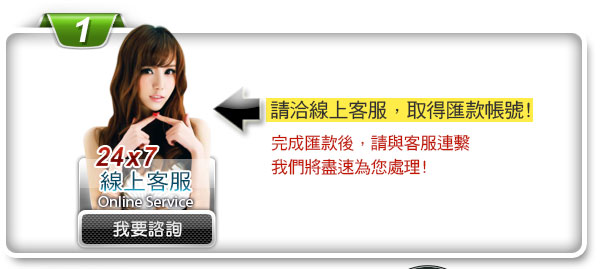 1
請洽線上客服，取得匯款帳號!
完成匯款後，請與客服連繫
我們將盡速為您處理!
24x7
線上客服
Online Service
我要諮詢